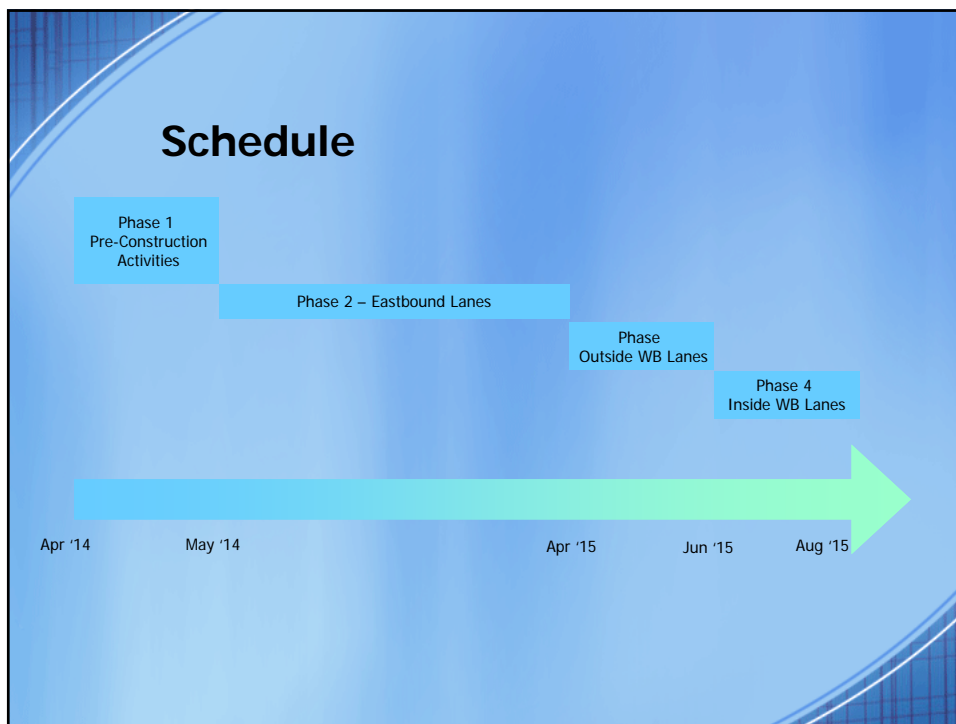 Schedule
Phase 1
Pre-Construction
Activities
Phase 2 – Eastbound Lanes
Phase
Outside WB Lanes
Phase 4
Inside WB Lanes
Apr ‘14
May ‘14
Apr ‘15
Jun ‘15
Aug ‘15